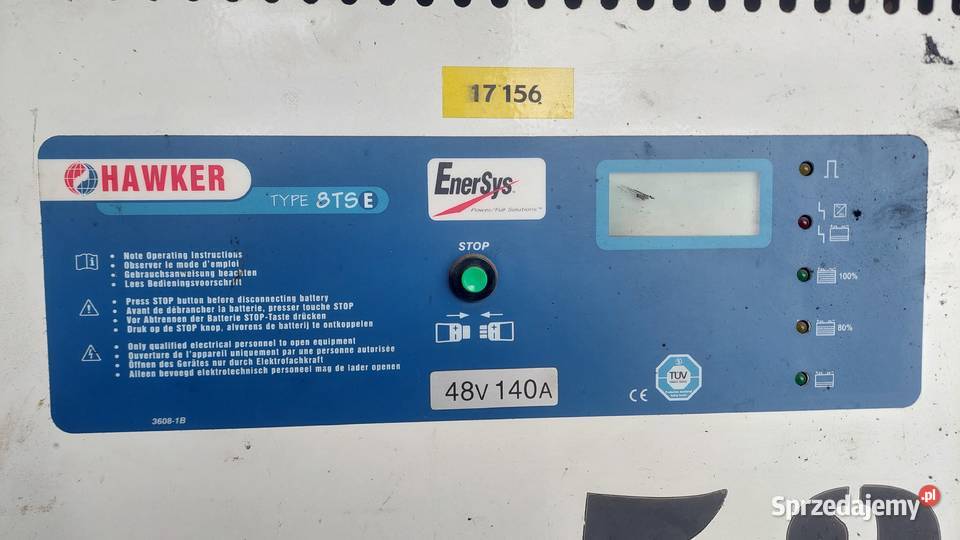 17156
HAWKER
TYPE 8TS E
EnerSys
Power/Full Solutions™
STOP
• Note Operating Instructions
• Observer le mode d'emploi
• Gebrauchsanweisung beachten
• Lees Bedieningsvoorschrift
• Press STOP button before disconnecting battery
• Avant de débrancher la batterie, presser touche STOP
• Vor Abtrennen der Batterie STOP-Taste drücken
• Druk op de STOP knop, alvorens de batterij te ontkoppelen
• Only qualified electrical personnel to open equipment
• Ouverture de l'appareil uniquement par une personne autorisée
• Öffnen des Gerätes nur durch Elektrofachkraft
• Alleen bevoegd elektrotechnisch personeel mag de lader openen
100%
80%
48V 140A
CE
TÜV
3608-1B
Sprzedajemy.pl